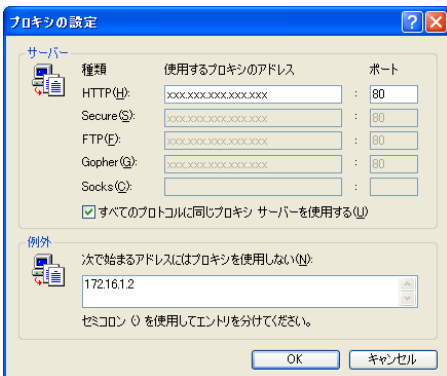 プロキシの設定
サーバー
種類 使用するプロキシのアドレス ポート
HTTP(H): xxx.xxx.xxx.xxx.xxx : 80
Secure(S): xxx.xxx.xxx.xxx.xxx : 80
FTP(F): xxx.xxx.xxx.xxx.xxx : 80
Gopher(G): xxx.xxx.xxx.xxx.xxx : 80
Socks(C): :
すべてのプロトコルに同じプロキシ サーバーを使用する(U)
例外
次で始まるアドレスにはプロキシを使用しない(N):
172.16.1.2
セミコロン (;) を使用してエントリを分けてください。
OK キャンセル